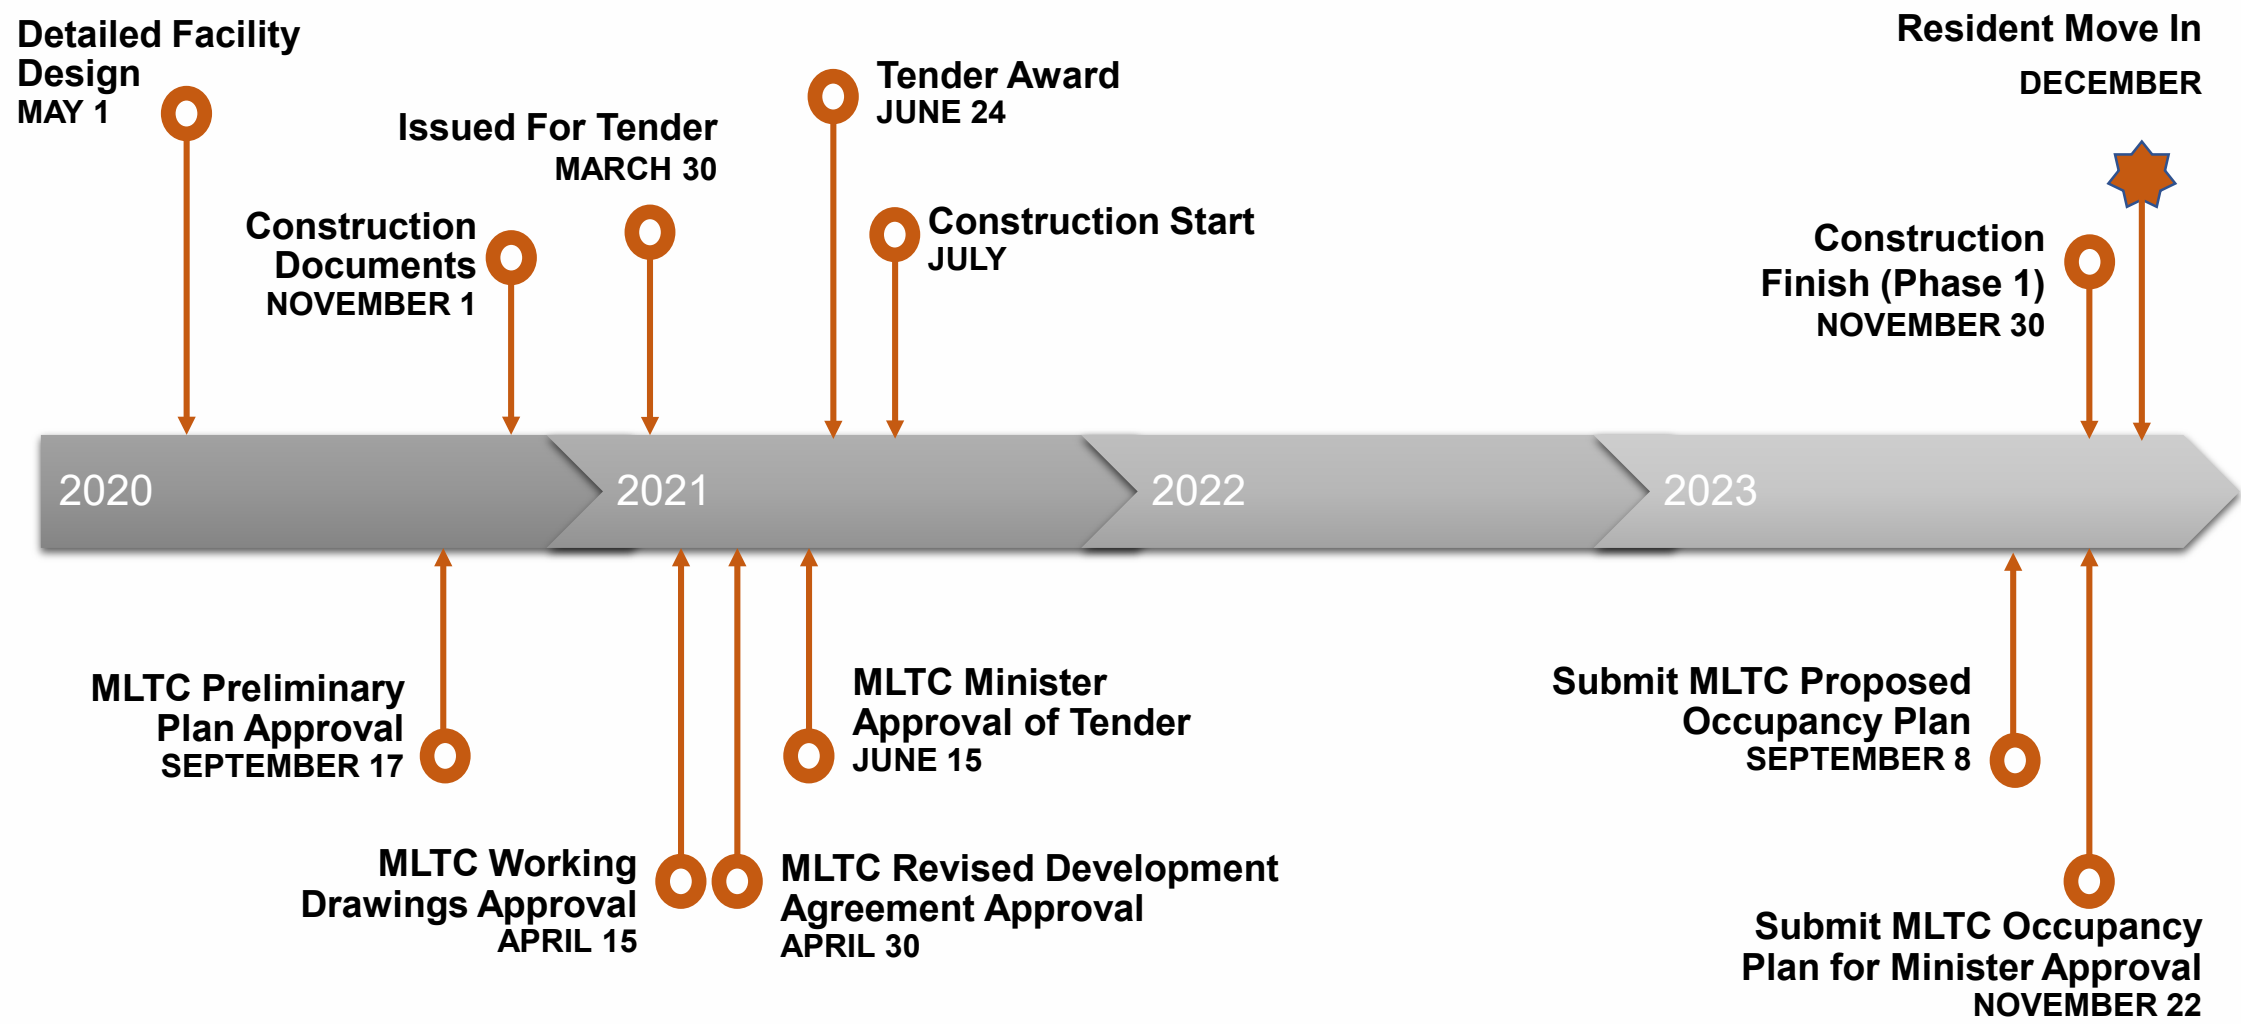 Detailed Facility
Design
MAY 1
Construction
Documents
NOVEMBER 1
Issued For Tender
MARCH 30
Tender Award
JUNE 24
Construction Start
JULY
Construction
Finish (Phase 1)
NOVEMBER 30
Resident Move In
DECEMBER
2020
2021
2022
2023
MLTC Preliminary
Plan Approval
SEPTEMBER 17
MLTC Working
Drawings Approval
APRIL 15
MLTC Revised Development
Agreement Approval
APRIL 30
MLTC Minister
Approval of Tender
JUNE 15
Submit MLTC Proposed
Occupancy Plan
SEPTEMBER 8
Submit MLTC Occupancy
Plan for Minister Approval
NOVEMBER 22